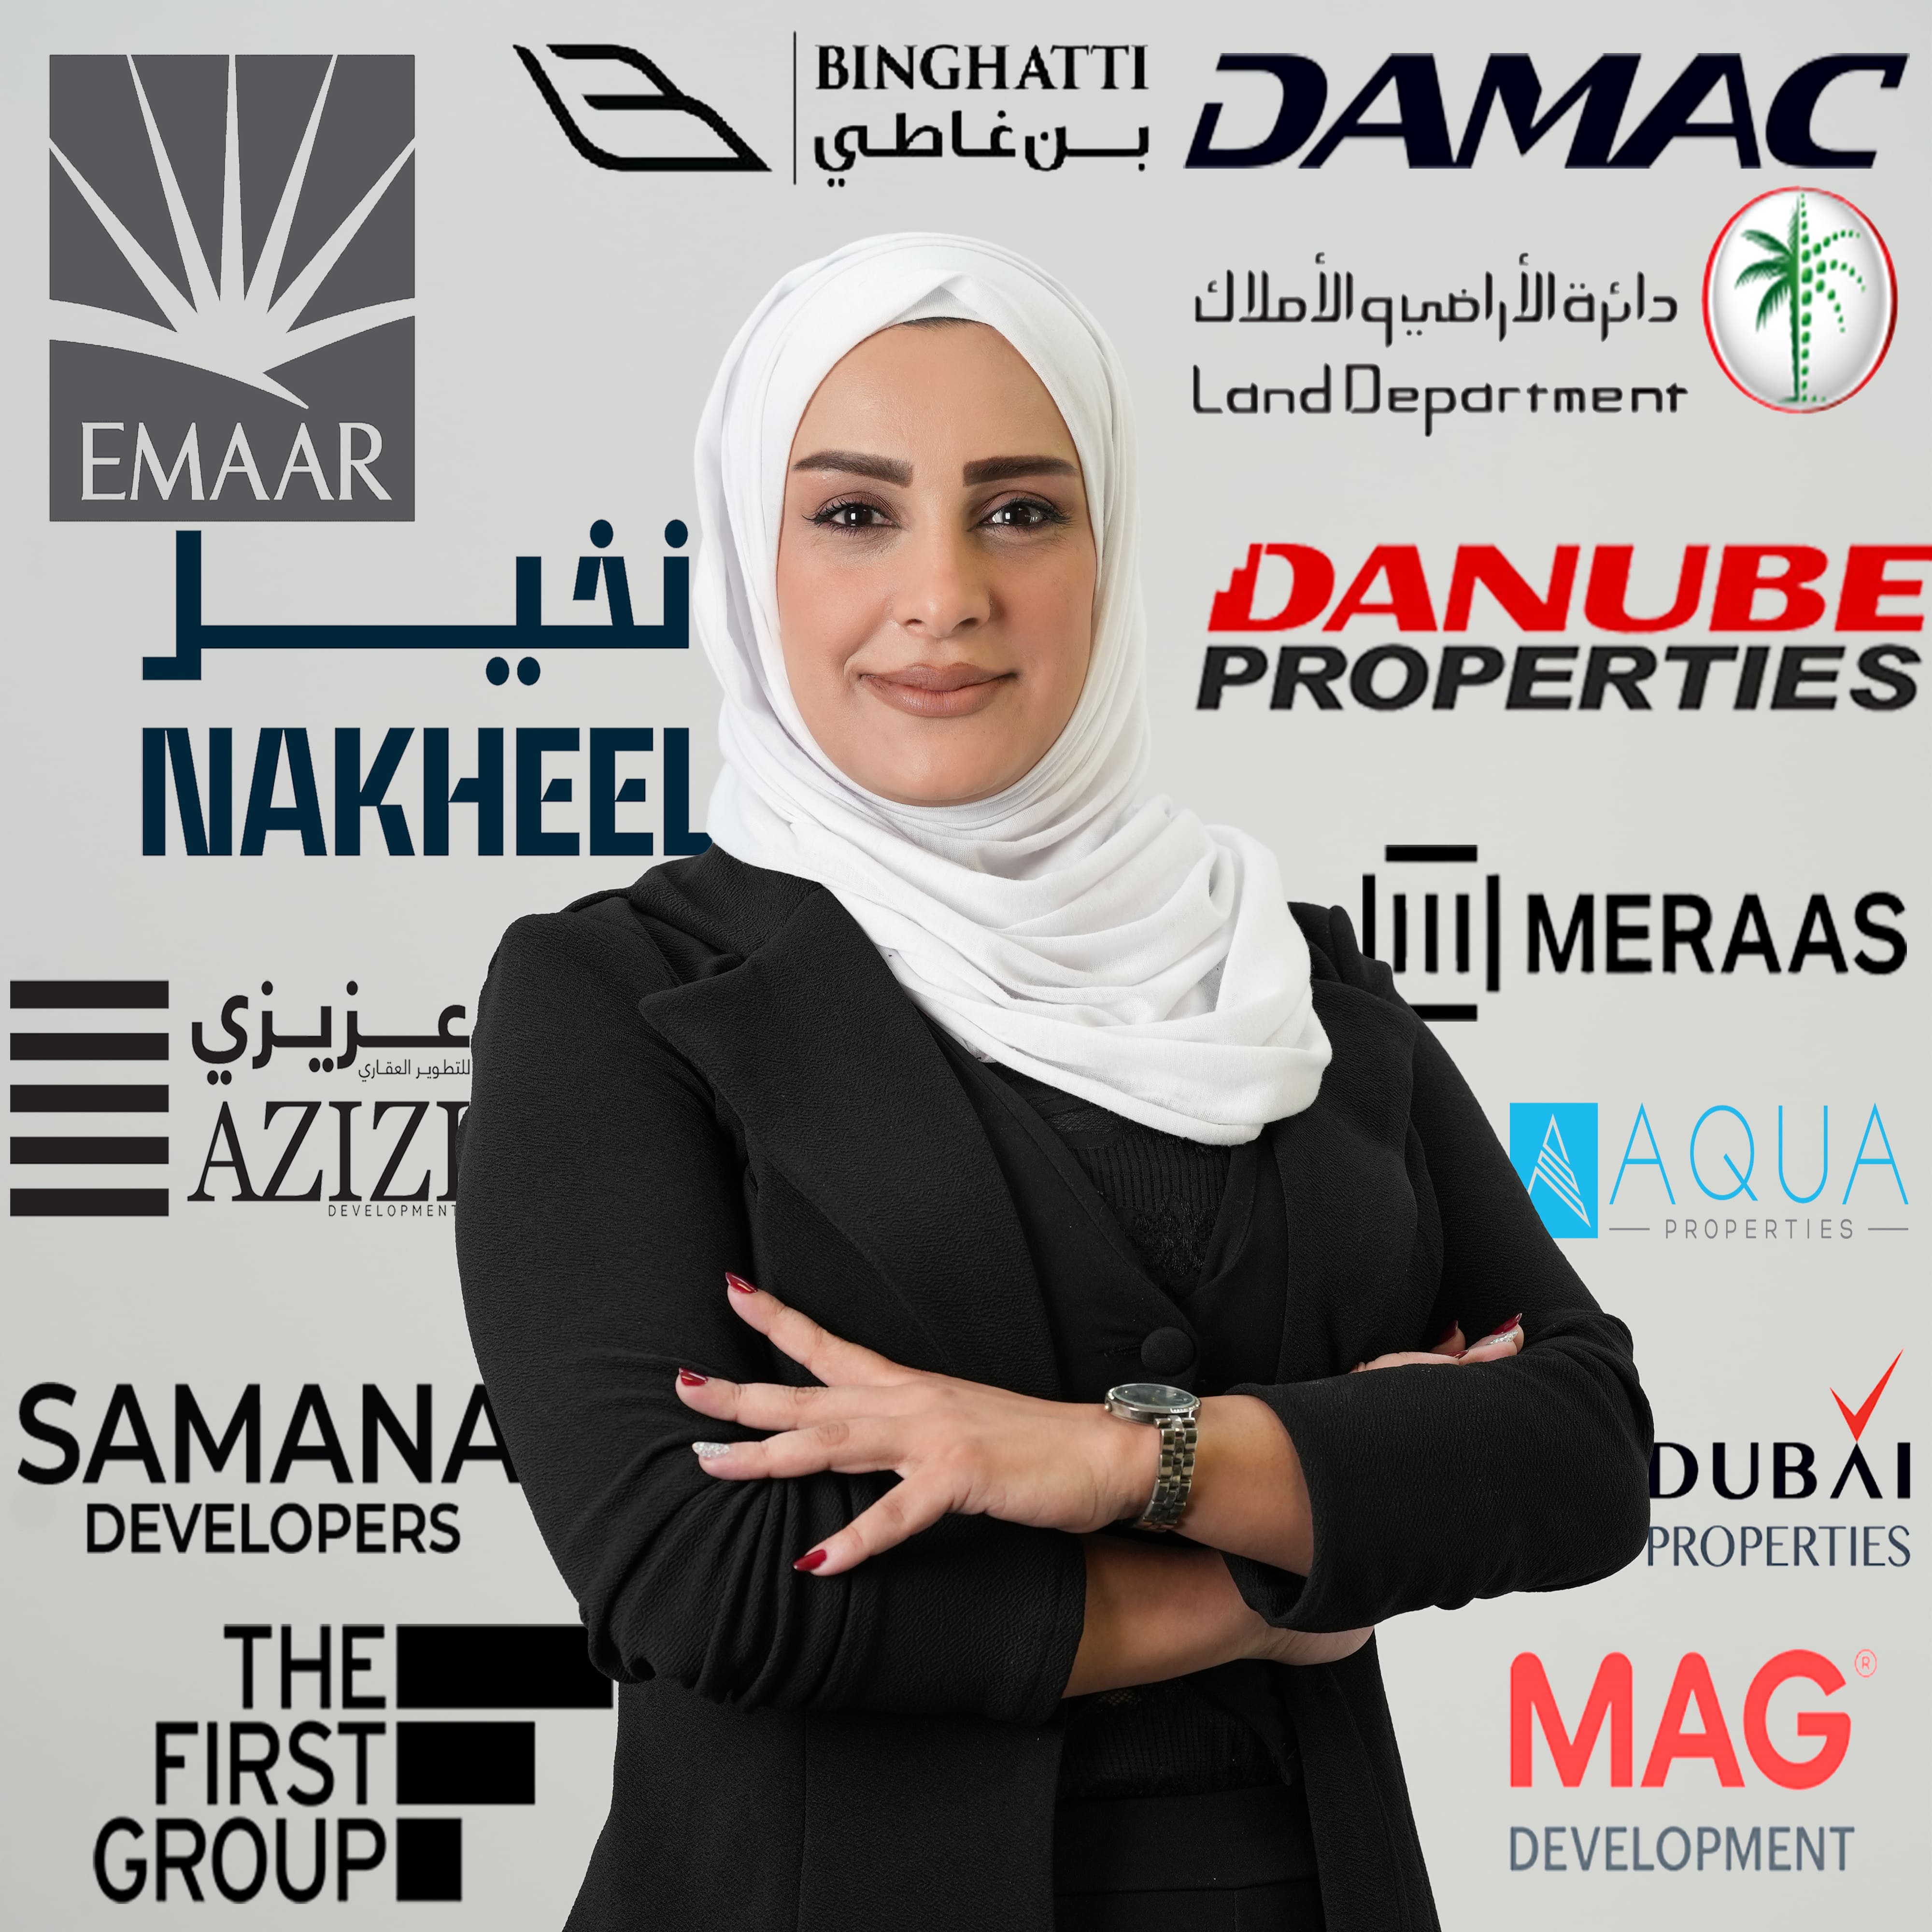 BINGHATTI
بن غاطي
DAMAC
EMAAR
دائرة الأراضي والأملاك
Land Department
نخيـل
NAKHEEL
DANUBE
PROPERTIES
MERAAS
عزيزي
للتطوير العقاري
AZIZI
DEVELOPMENT
AQUA
PROPERTIES
SAMANA
DEVELOPERS
DUBAI
PROPERTIES
THE
FIRST
GROUP
MAG®
DEVELOPMENT